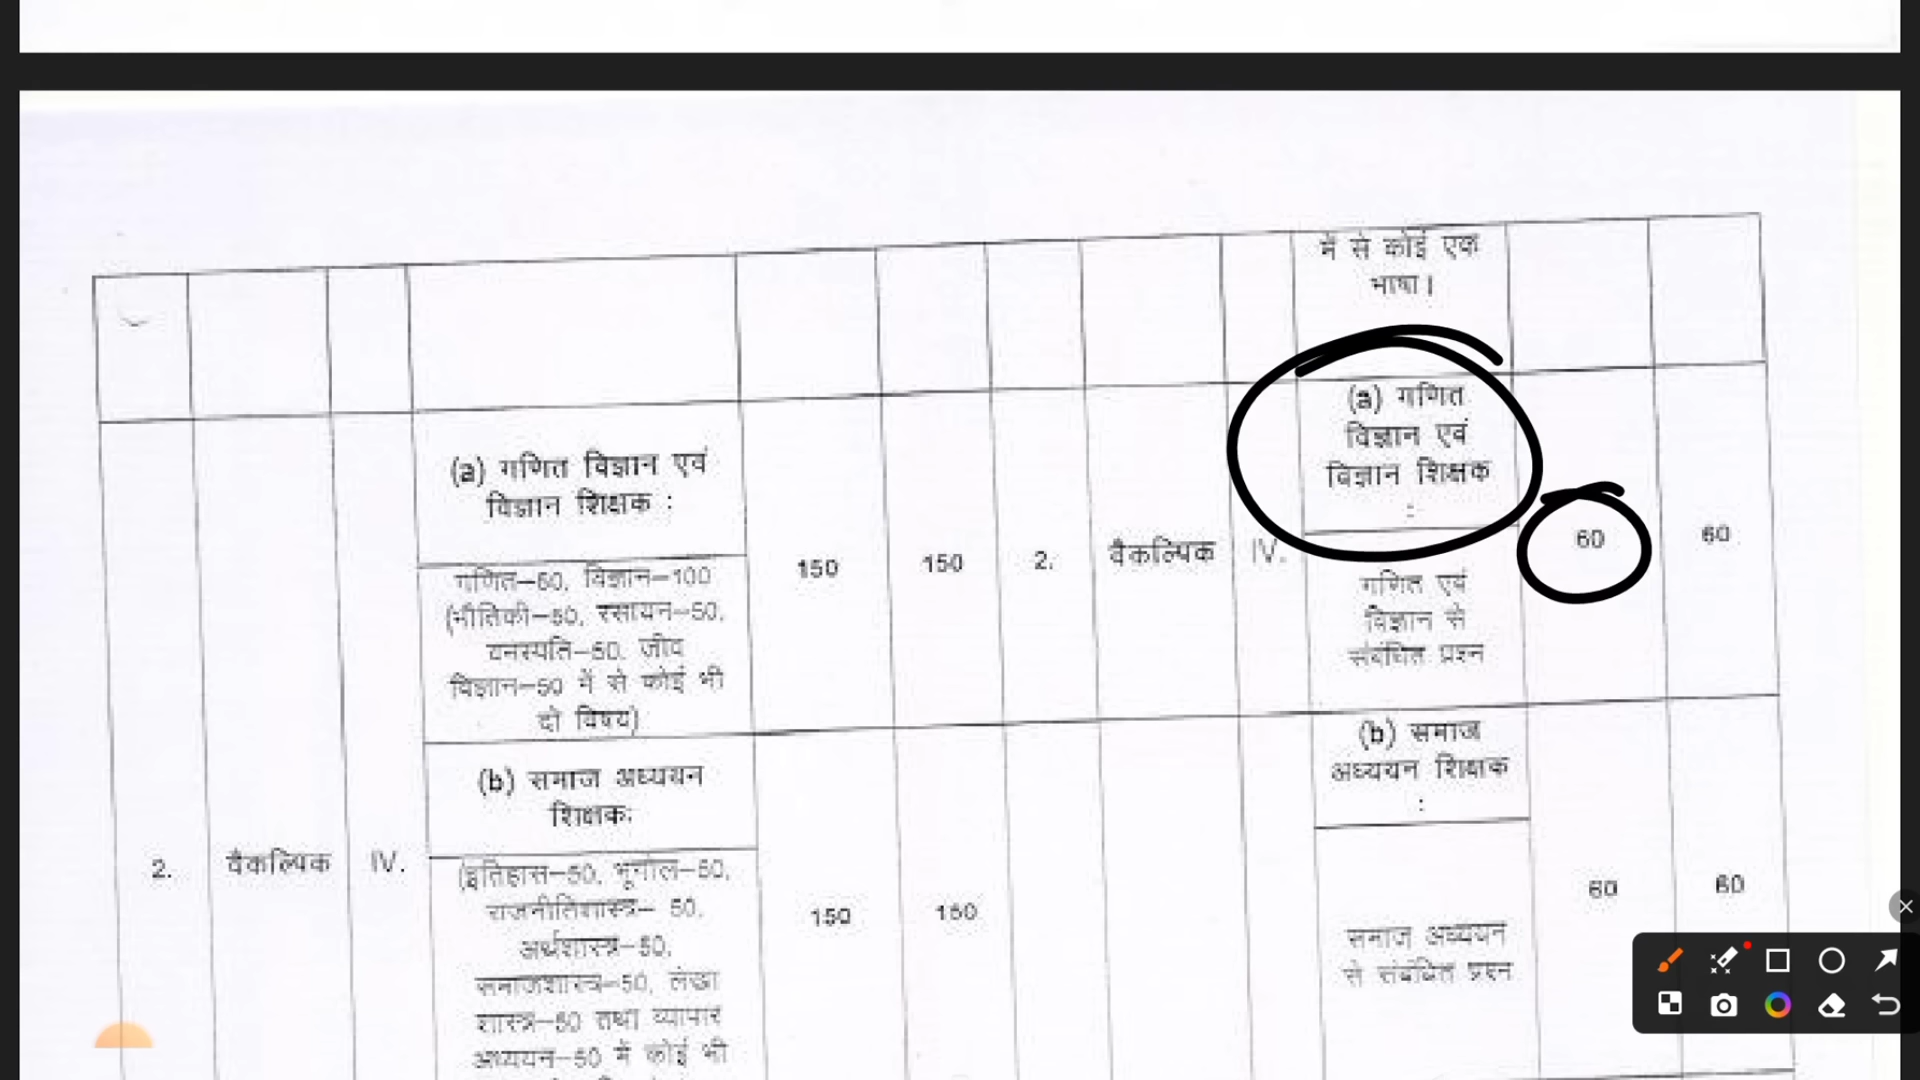 में से कोई एक
भाषा।
(a) गणित विज्ञान एवं
विज्ञान शिक्षक :
गणित–50, विज्ञान–100
(भौतिकी–50, रसायन–50,
वनस्पति–50, जीव
विज्ञान–50 में से कोई भी
दो विषय)
150
150
2.
वैकल्पिक
IV.
(a) गणित
विज्ञान एवं
विज्ञान शिक्षक
:
गणित एवं
विज्ञान से
संबंधित प्रश्न
60
60
2.
वैकल्पिक
IV.
(b) समाज अध्ययन
शिक्षक:
(इतिहास–50, भूगोल–50,
राजनीतिशास्त्र– 50,
अर्थशास्त्र–50,
समाजशास्त्र–50, लेखा
शास्त्र–50 तथा व्यापार
अध्ययन–50 में कोई भी
150
150
(b) समाज
अध्ययन शिक्षक
:
समाज अध्ययन
से संबंधित प्रश्न
60
60